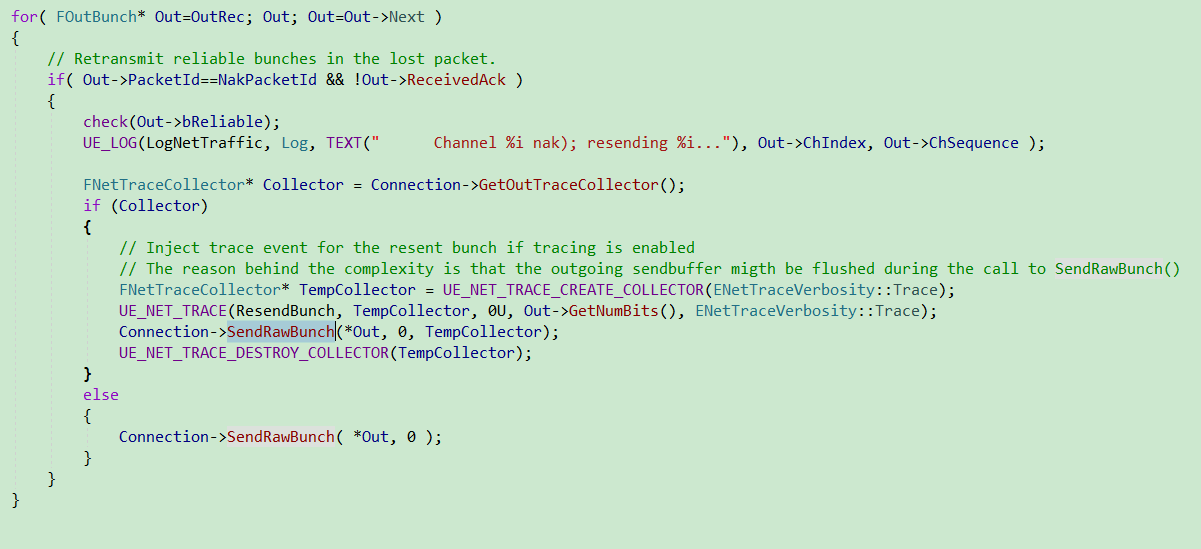 for( FOutBunch* Out=OutRec; Out; Out=Out->Next )
{
    // Retransmit reliable bunches in the lost packet.
    if( Out->PacketId==NakPacketId && !Out->ReceivedAck )
    {
        check(Out->bReliable);
        UE_LOG(LogNetTraffic, Log, TEXT("      Channel %i nak); resending %i..."), Out->ChIndex, Out->ChSequence );

        FNetTraceCollector* Collector = Connection->GetOutTraceCollector();
        if (Collector)
        {
            // Inject trace event for the resent bunch if tracing is enabled
            // The reason behind the complexity is that the outgoing sendbuffer migth be flushed during the call to SendRawBunch()
            FNetTraceCollector* TempCollector = UE_NET_TRACE_CREATE_COLLECTOR(ENetTraceVerbosity::Trace);
            UE_NET_TRACE(ResendBunch, TempCollector, 0U, Out->GetNumBits(), ENetTraceVerbosity::Trace);
            Connection->SendRawBunch(*Out, 0, TempCollector);
            UE_NET_TRACE_DESTROY_COLLECTOR(TempCollector);
        }
        else
        {
            Connection->SendRawBunch( *Out, 0 );
        }
    }
}